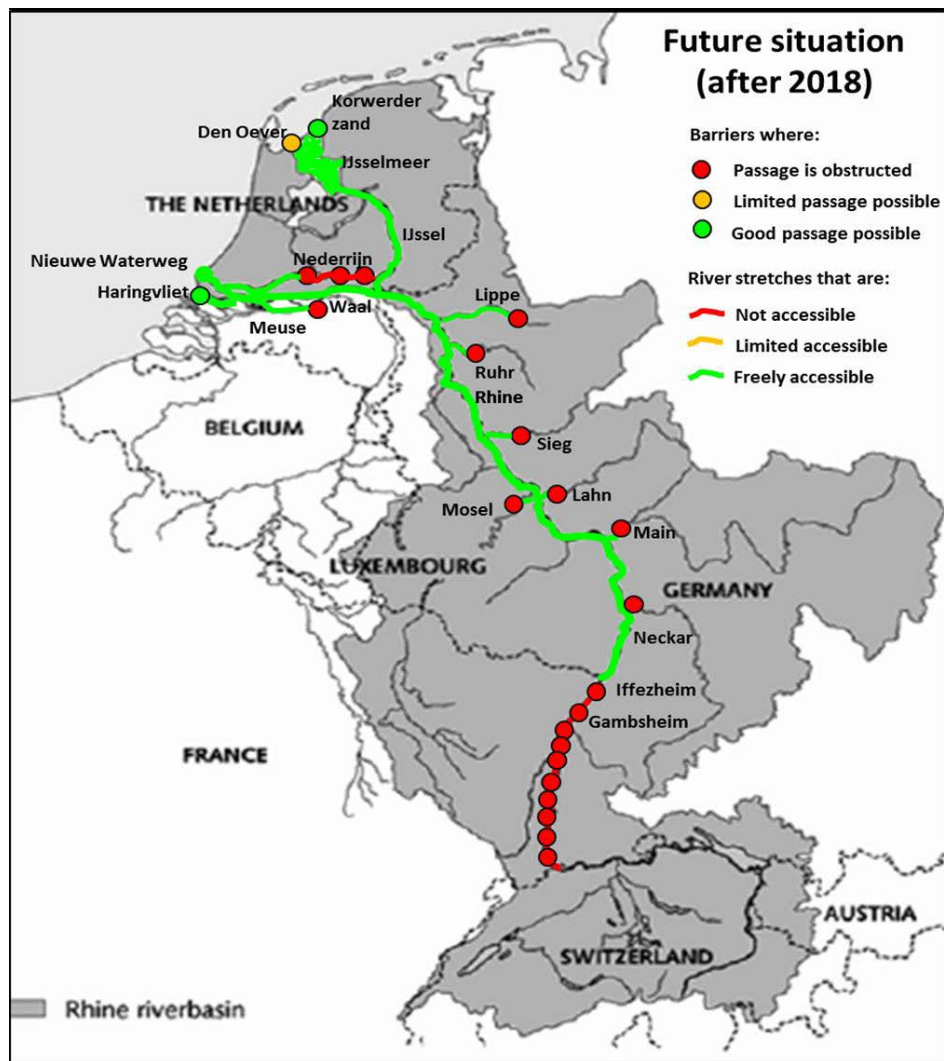 Future situation
(after 2018)
Barriers where:
Passage is obstructed
Limited passage possible
Good passage possible
River stretches that are:
Not accessible
Limited accessible
Freely accessible
Korwerder
zand
Den Oever
IJsselmeer
THE NETHERLANDS
IJssel
Nieuwe Waterweg
Nederrijn
Haringvliet
Lippe
Waal
Meuse
Ruhr
Rhine
BELGIUM
Sieg
Lahn
Mosel
Main
LUXEMBOURG
GERMANY
Neckar
Iffezheim
Gambsheim
FRANCE
AUSTRIA
SWITZERLAND
Rhine riverbasin